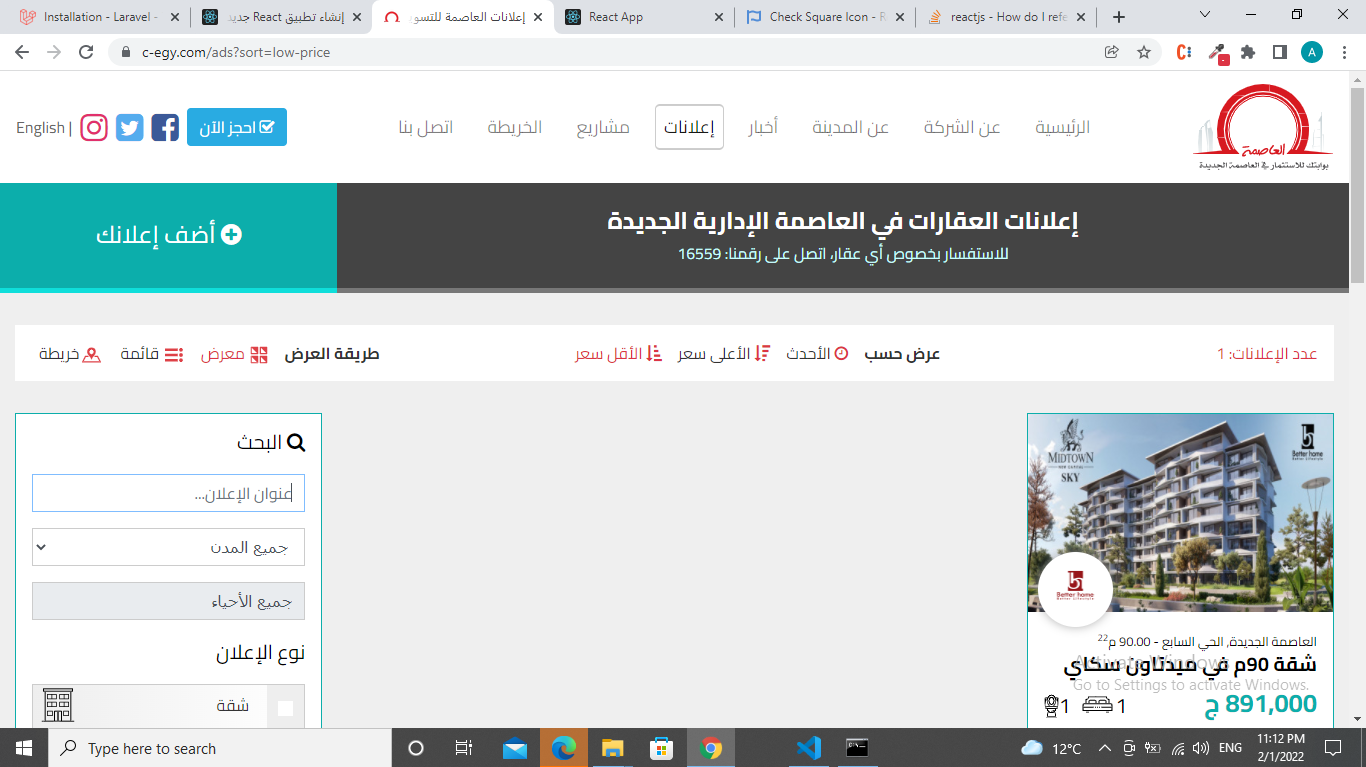 Installation - Laravel -
إنشاء تطبيق React جديد
إعلانات العاصمة للتسو
React App
Check Square Icon - R
reactjs - How do I refe
c-egy.com/ads?sort=low-price
A
العاصمة
بوابتك للاستثمار في العاصمة الجديدة
الرئيسية
عن الشركة
عن المدينة
أخبار
إعلانات
مشاريع
الخريطة
اتصل بنا
احجز الآن
English |
إعلانات العقارات في العاصمة الإدارية الجديدة
للاستفسار بخصوص أي عقار، اتصل على رقمنا: 16559
أضف إعلانك
عدد الإعلانات: 1
عرض حسب
الأحدث
الأعلى سعر
الأقل سعر
طريقة العرض
معرض
قائمة
خريطة
MIDTOWN
SKY
Better home
Better home
العاصمة الجديدة, الحي السابع - 90.00 م22
شقة 90م في ميدتاون سكاي
891,000 ج
1
1
البحث
عنوان الإعلان...
جميع المدن
جميع الأحياء
نوع الإعلان
شقة
Activate Windows
Go to Settings to activate Windows.
Type here to search
12°C
ENG
11:12 PM
2/1/2022